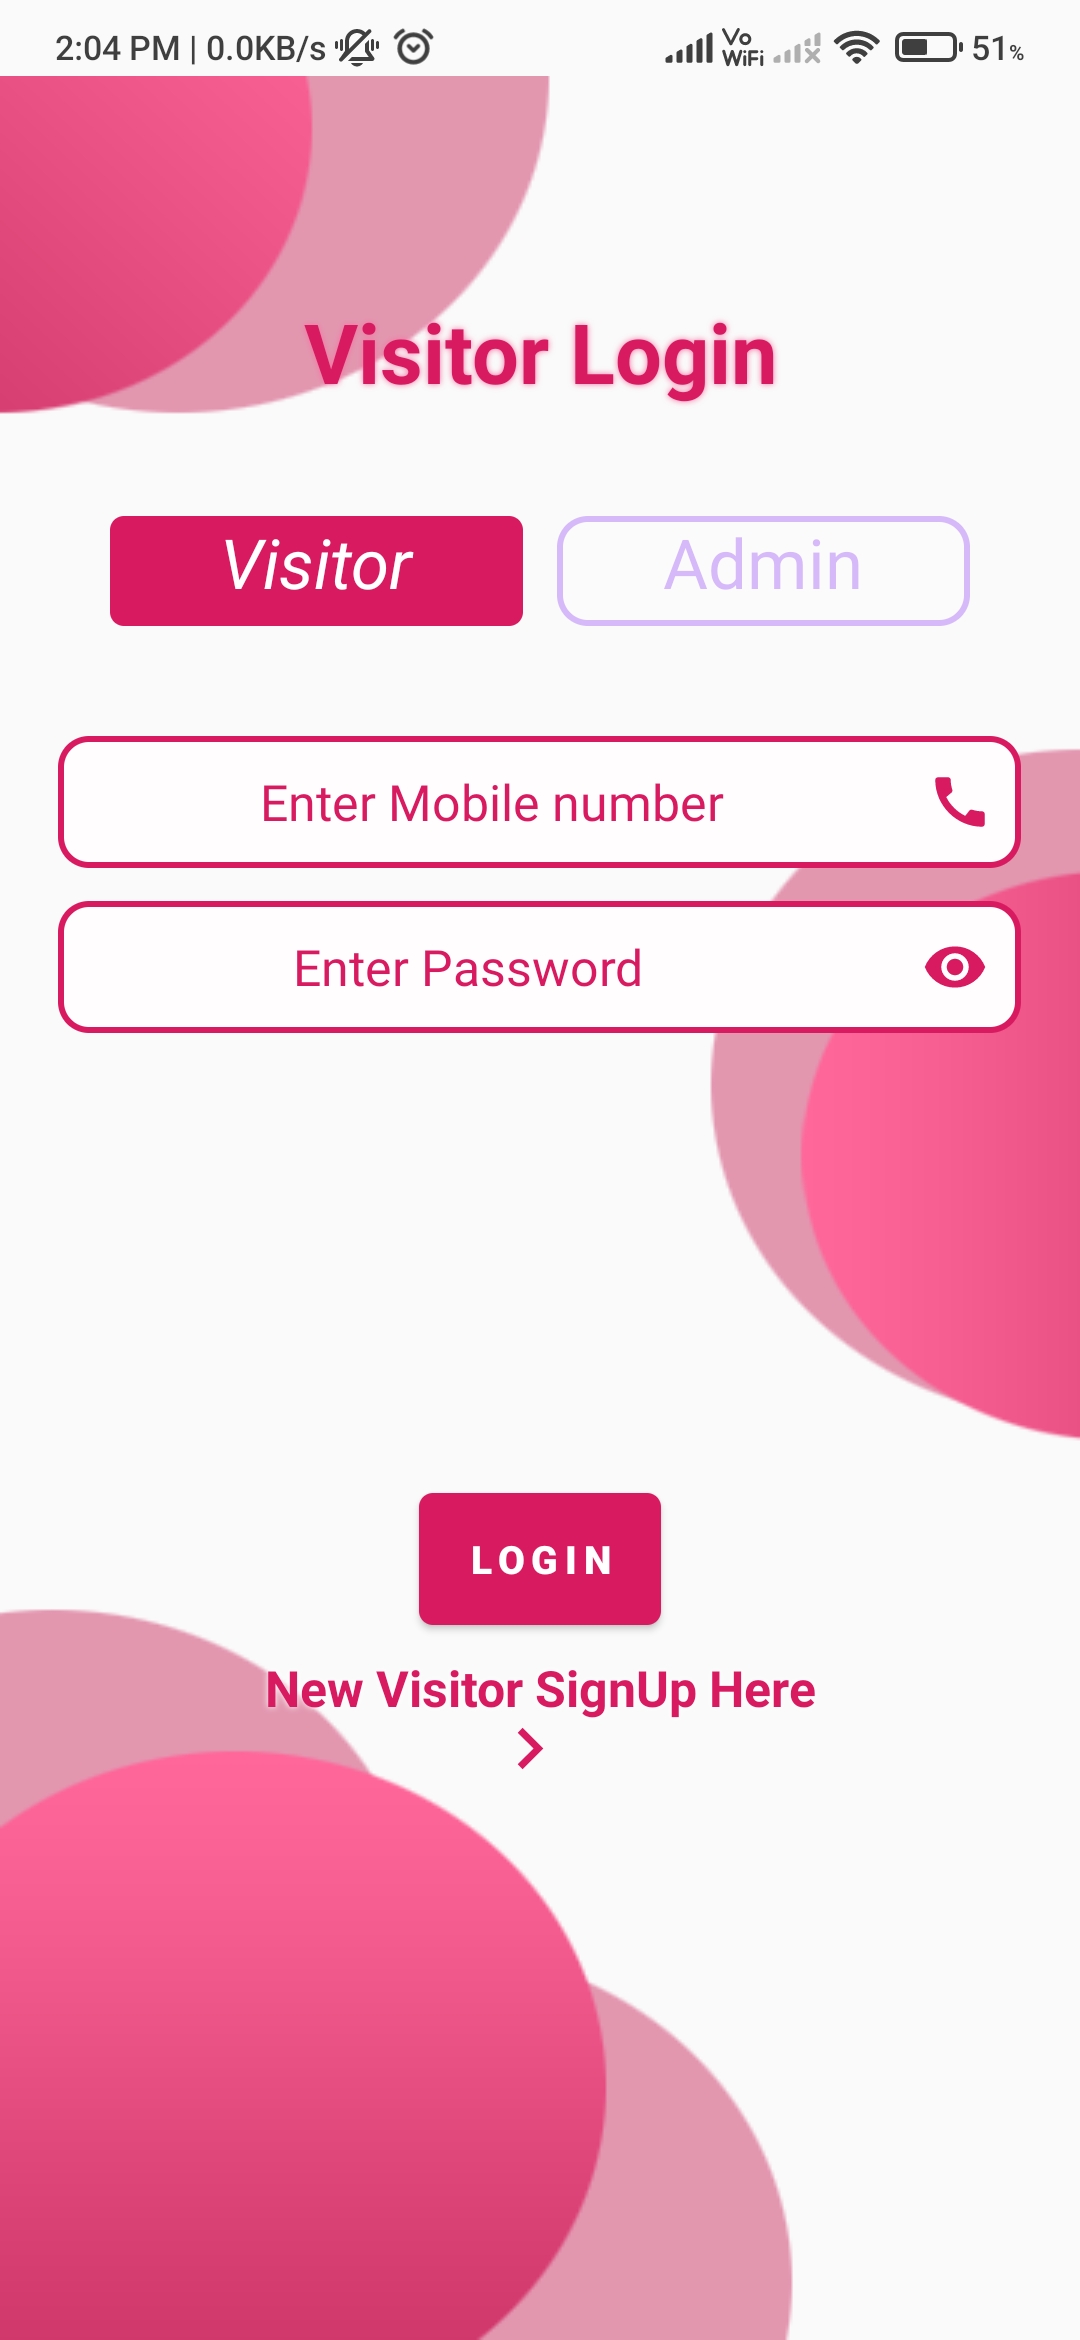 2:04 PM | 0.0KB/s Vo WiFi 51%
Visitor Login
Visitor Admin
Enter Mobile number
Enter Password
LOGIN
New Visitor SignUp Here